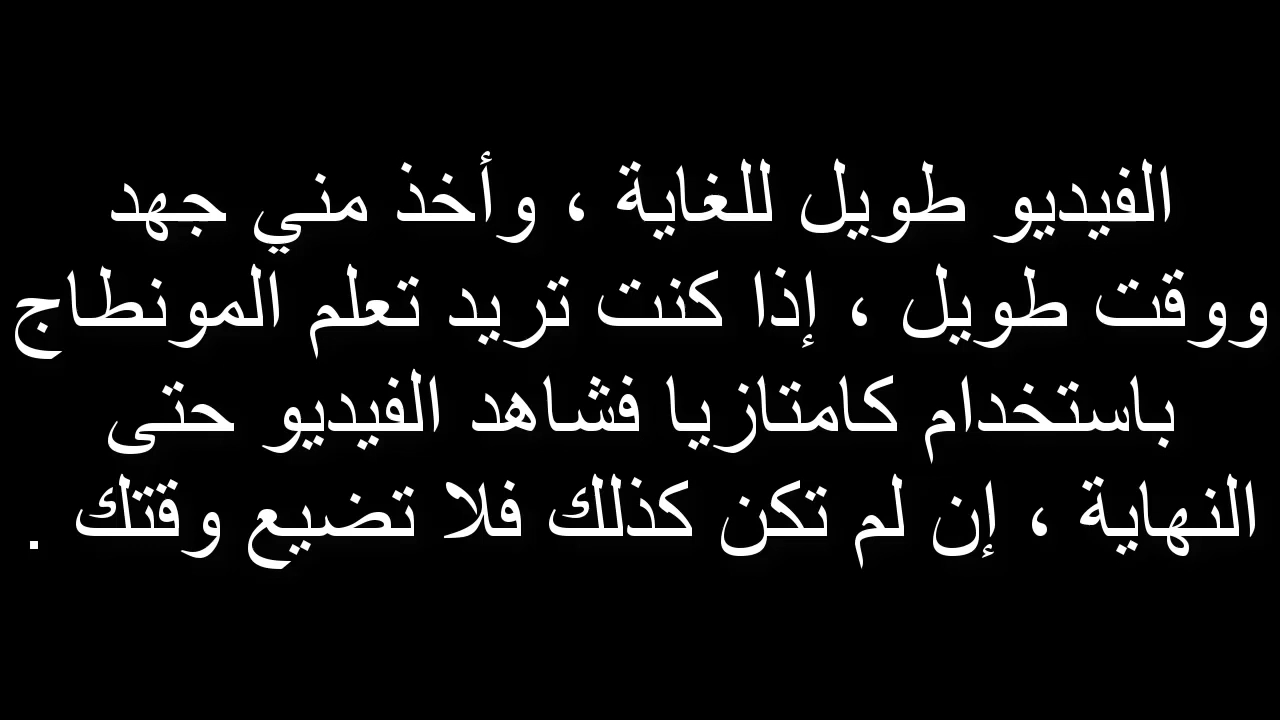 الفيديو طويل للغاية ، وأخذ مني جهد
ووقت طويل ، إذا كنت تريد تعلم المونطاج
باستخدام كامتازيا فشاهد الفيديو حتى
النهاية ، إن لم تكن كذلك فلا تضيع وقتك .